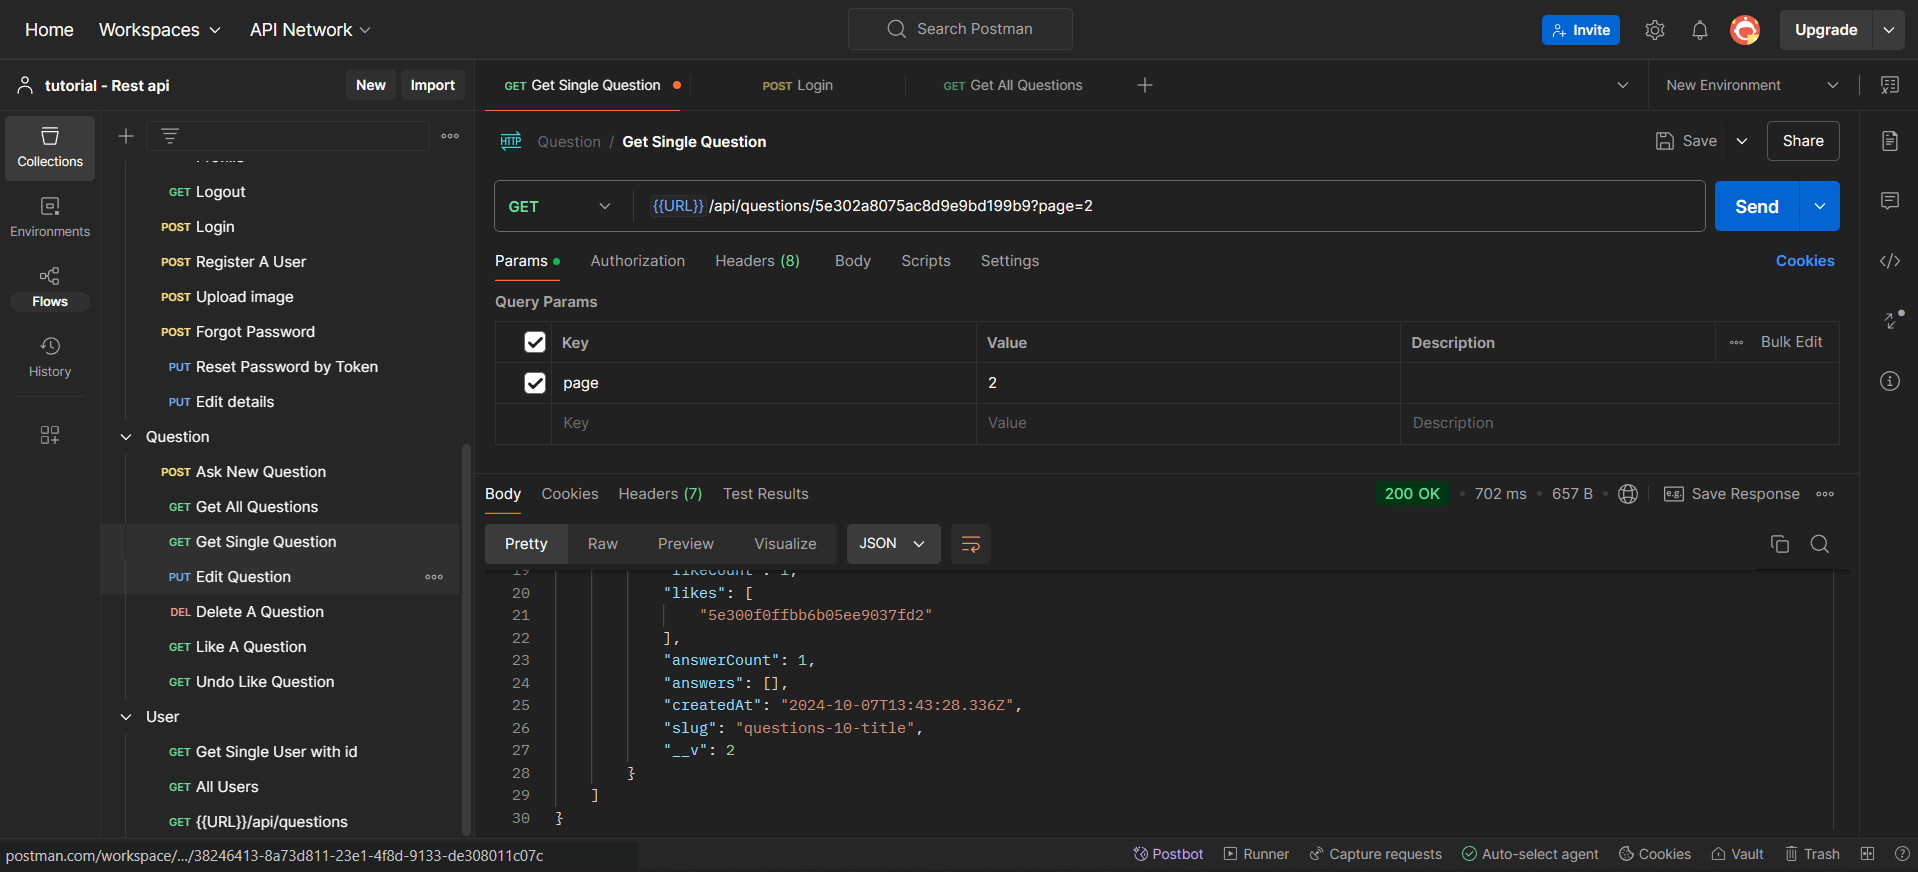 Home Workspaces API Network Search Postman Invite Upgrade
tutorial - Rest api New Import GET Get Single Question POST Login GET Get All Questions New Environment
Collections
Environments
Flows
History
GET Logout
POST Login
POST Register A User
POST Upload image
POST Forgot Password
PUT Reset Password by Token
PUT Edit details
Question
POST Ask New Question
GET Get All Questions
GET Get Single Question
PUT Edit Question
DEL Delete A Question
GET Like A Question
GET Undo Like Question
User
GET Get Single User with id
GET All Users
GET {{URL}}/api/questions
HTTP Question / Get Single Question Save Share
GET {{URL}} /api/questions/5e302a8075ac8d9e9bd199b9?page=2 Send
Params Authorization Headers (8) Body Scripts Settings Cookies
Query Params
Key Value Description Bulk Edit
page 2
Key Value Description
Body Cookies Headers (7) Test Results 200 OK 702 ms 657 B e.g. Save Response
Pretty Raw Preview Visualize JSON
19 "likeCount": 1,
20 "likes": [
21 "5e300f0ffbb6b05ee9037fd2"
22 ],
23 "answerCount": 1,
24 "answers": [],
25 "createdAt": "2024-10-07T13:43:28.336Z",
26 "slug": "questions-10-title",
27 "__v": 2
28 }
29 ]
30 }
postman.com/workspace/.../38246413-8a73d811-23e1-4f8d-9133-de308011c07c Postbot Runner Capture requests Auto-select agent Cookies Vault Trash